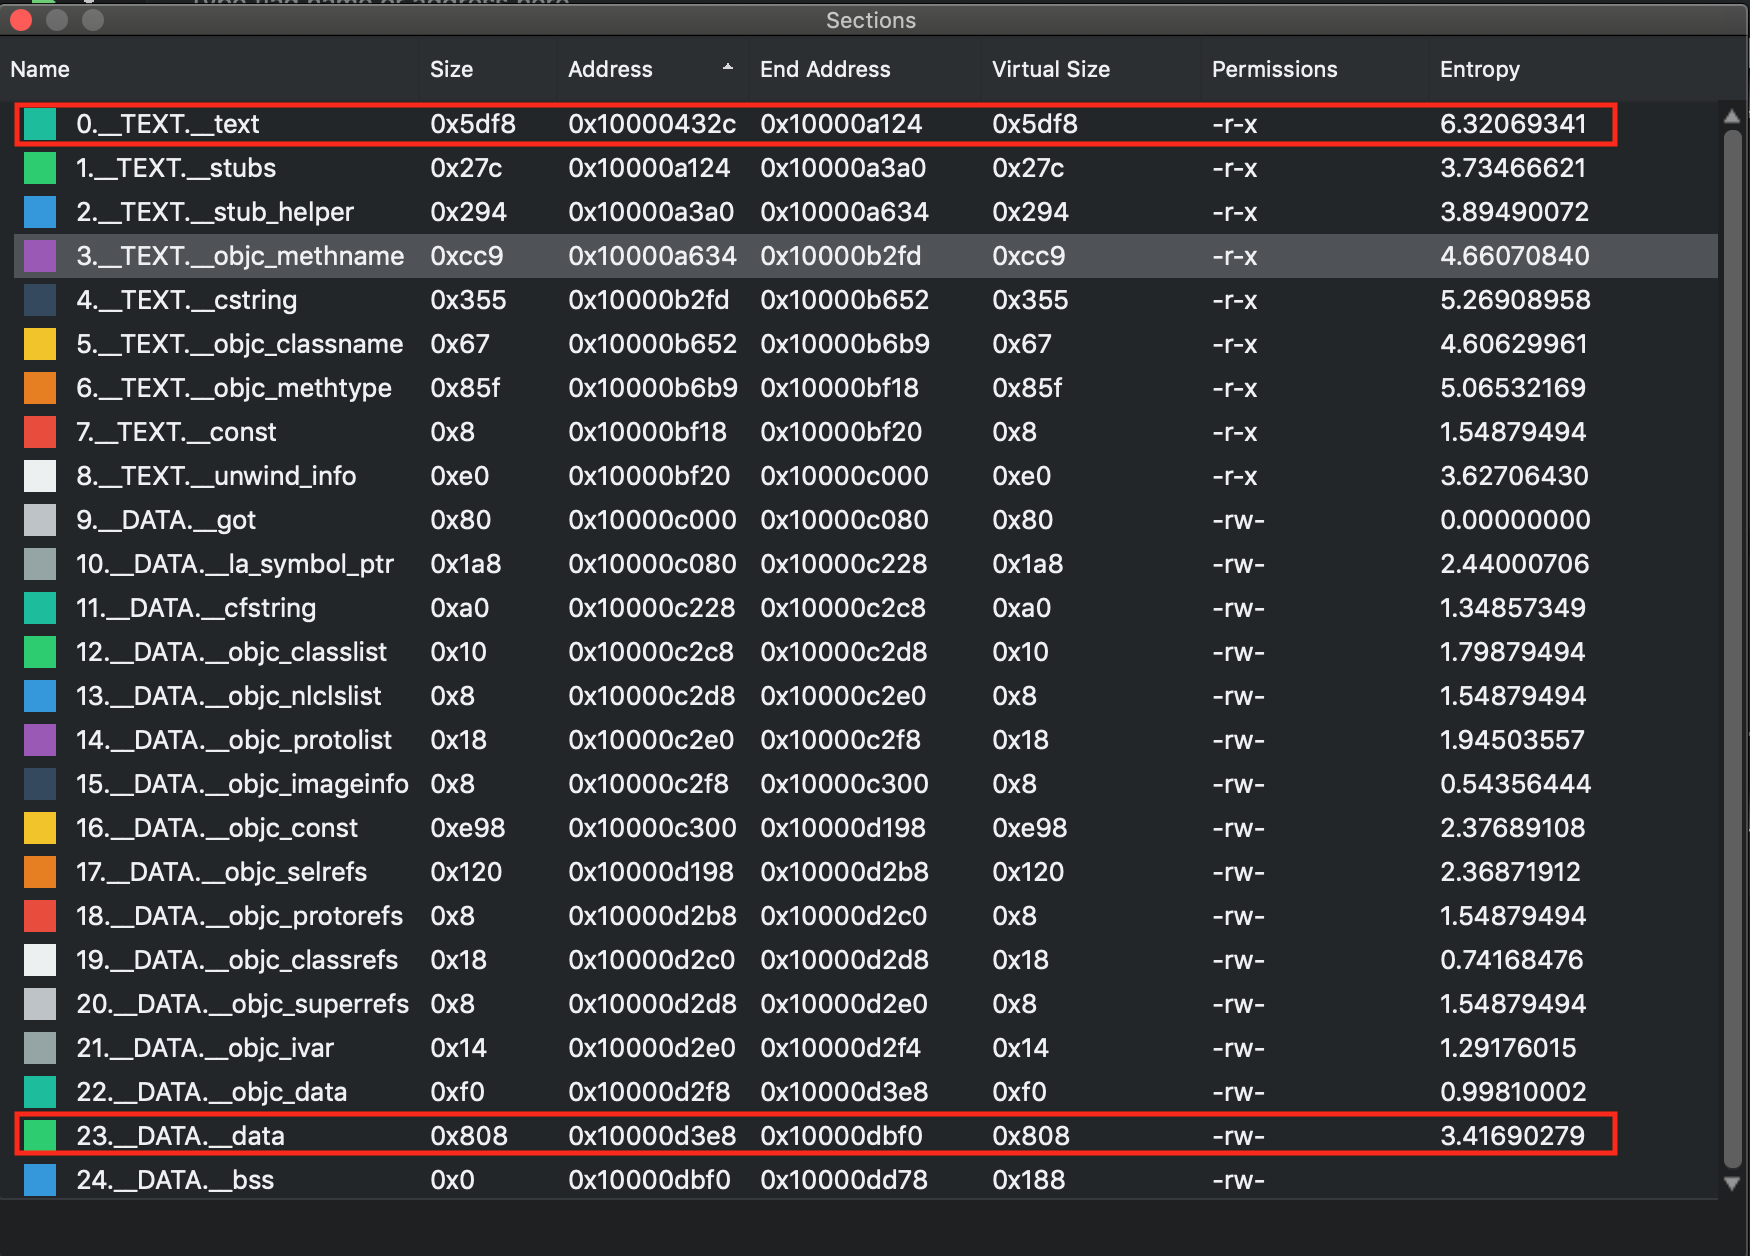 Sections
Name Size Address End Address Virtual Size Permissions Entropy
0.__TEXT.__text 0x5df8 0x10000432c 0x10000a124 0x5df8 -r-x 6.32069341
1.__TEXT.__stubs 0x27c 0x10000a124 0x10000a3a0 0x27c -r-x 3.73466621
2.__TEXT.__stub_helper 0x294 0x10000a3a0 0x10000a634 0x294 -r-x 3.89490072
3.__TEXT.__objc_methname 0xcc9 0x10000a634 0x10000b2fd 0xcc9 -r-x 4.66070840
4.__TEXT.__cstring 0x355 0x10000b2fd 0x10000b652 0x355 -r-x 5.26908958
5.__TEXT.__objc_classname 0x67 0x10000b652 0x10000b6b9 0x67 -r-x 4.60629961
6.__TEXT.__objc_methtype 0x85f 0x10000b6b9 0x10000bf18 0x85f -r-x 5.06532169
7.__TEXT.__const 0x8 0x10000bf18 0x10000bf20 0x8 -r-x 1.54879494
8.__TEXT.__unwind_info 0xe0 0x10000bf20 0x10000c000 0xe0 -r-x 3.62706430
9.__DATA.__got 0x80 0x10000c000 0x10000c080 0x80 -rw- 0.00000000
10.__DATA.__la_symbol_ptr 0x1a8 0x10000c080 0x10000c228 0x1a8 -rw- 2.44000706
11.__DATA.__cfstring 0xa0 0x10000c228 0x10000c2c8 0xa0 -rw- 1.34857349
12.__DATA.__objc_classlist 0x10 0x10000c2c8 0x10000c2d8 0x10 -rw- 1.79879494
13.__DATA.__objc_nlclslist 0x8 0x10000c2d8 0x10000c2e0 0x8 -rw- 1.54879494
14.__DATA.__objc_protolist 0x18 0x10000c2e0 0x10000c2f8 0x18 -rw- 1.94503557
15.__DATA.__objc_imageinfo 0x8 0x10000c2f8 0x10000c300 0x8 -rw- 0.54356444
16.__DATA.__objc_const 0xe98 0x10000c300 0x10000d198 0xe98 -rw- 2.37689108
17.__DATA.__objc_selrefs 0x120 0x10000d198 0x10000d2b8 0x120 -rw- 2.36871912
18.__DATA.__objc_protorefs 0x8 0x10000d2b8 0x10000d2c0 0x8 -rw- 1.54879494
19.__DATA.__objc_classrefs 0x18 0x10000d2c0 0x10000d2d8 0x18 -rw- 0.74168476
20.__DATA.__objc_superrefs 0x8 0x10000d2d8 0x10000d2e0 0x8 -rw- 1.54879494
21.__DATA.__objc_ivar 0x14 0x10000d2e0 0x10000d2f4 0x14 -rw- 1.29176015
22.__DATA.__objc_data 0xf0 0x10000d2f8 0x10000d3e8 0xf0 -rw- 0.99810002
23.__DATA.__data 0x808 0x10000d3e8 0x10000dbf0 0x808 -rw- 3.41690279
24.__DATA.__bss 0x0 0x10000dbf0 0x10000dd78 0x188 -rw-